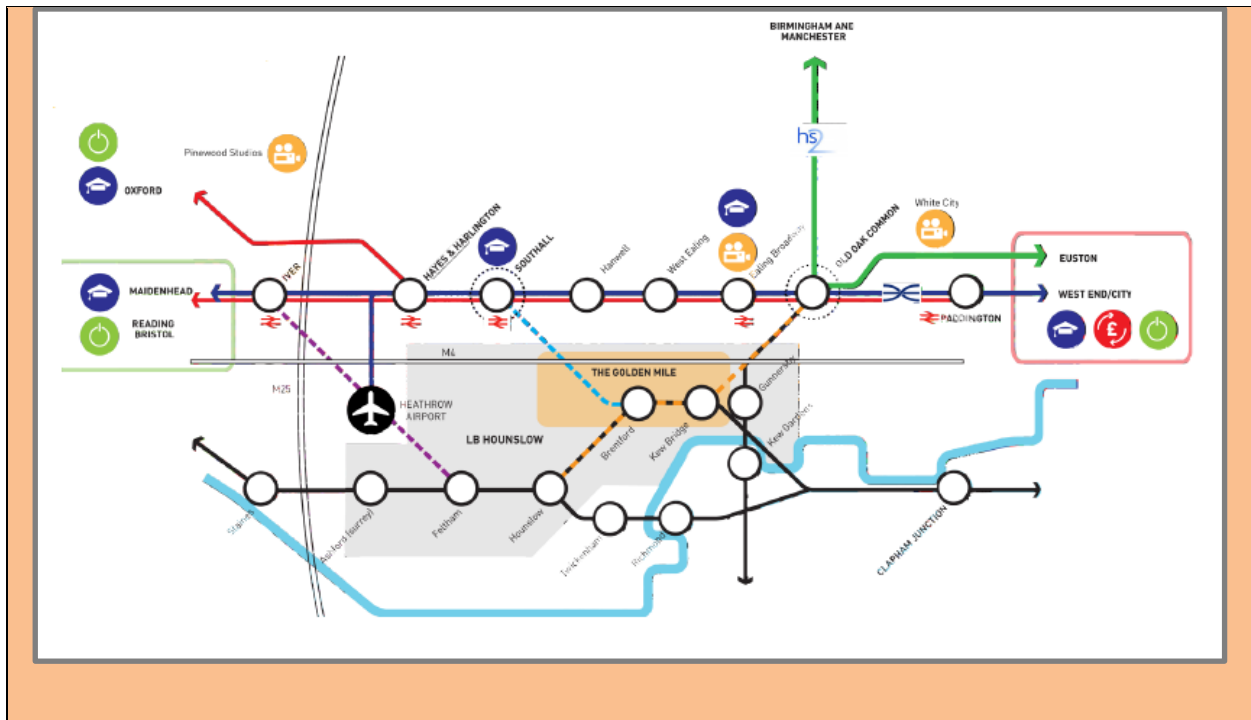 BIRMINGHAM ANE
MANCHESTER
hs2
Pinewood Studios
OXFORD
White City
HAYES & HARLINGTON
SOUTHALL
Hanwell
West Ealing
Ealing Broadway
OLD OAK COMMON
IVER
EUSTON
MAIDENHEAD
WEST END/CITY
READING
BRISTOL
PADDINGTON
£
M4
THE GOLDEN MILE
Gunnersby
M25
HEATHROW
AIRPORT
LB HOUNSLOW
Brentford
Kew Bridge
Kew Gardens
Staines
Ashford (surrey)
Feltham
Hounslow
Twickenham
Richmond
CLAPHAM JUNCTION